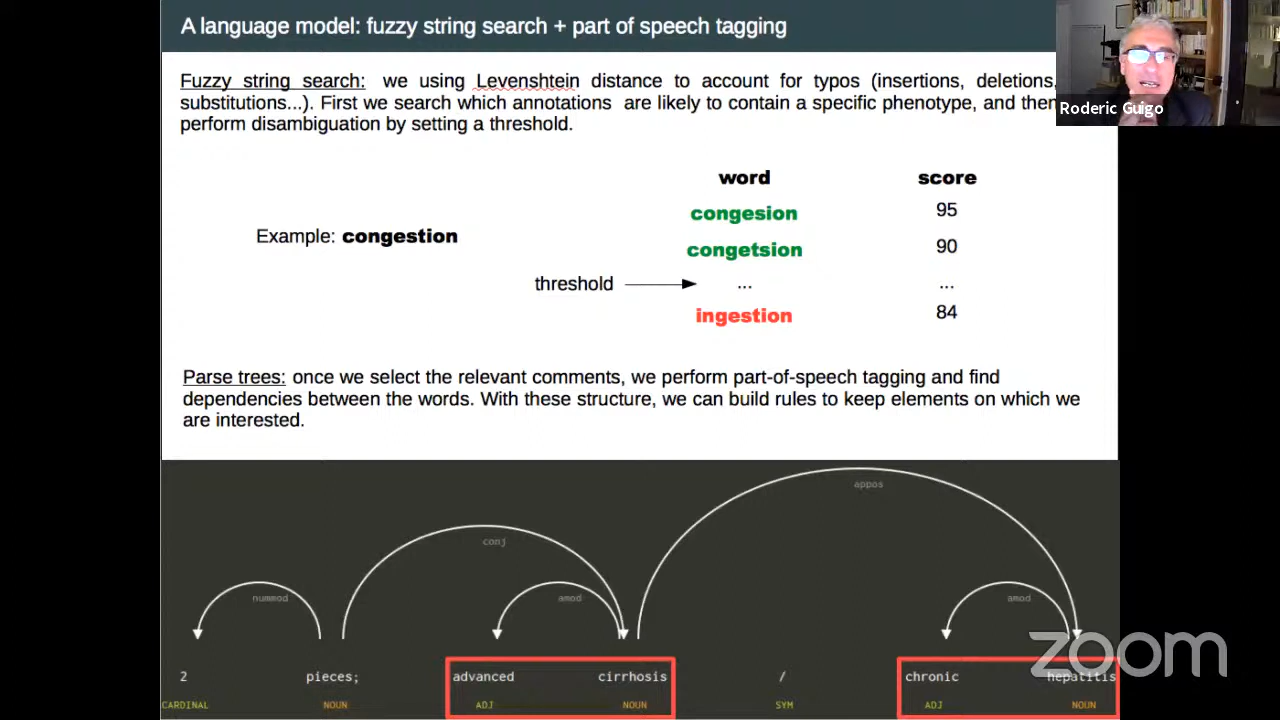 A language model: fuzzy string search + part of speech tagging
Roderic Guigo
Fuzzy string search: we using Levenshtein distance to account for typos (insertions, deletions,
substitutions...). First we search which annotations are likely to contain a specific phenotype, and then
perform disambiguation by setting a threshold.
word score
congesion 95
Example: congestion
congetsion 90
threshold ... ...
ingestion 84
Parse trees: once we select the relevant comments, we perform part-of-speech tagging and find
dependencies between the words. With these structure, we can build rules to keep elements on which we
are interested.
appos
conj
nummod amod amod
zoom
2 pieces; advanced cirrhosis / chronic hepatitis
CARDINAL NOUN ADJ NOUN SYM ADJ NOUN